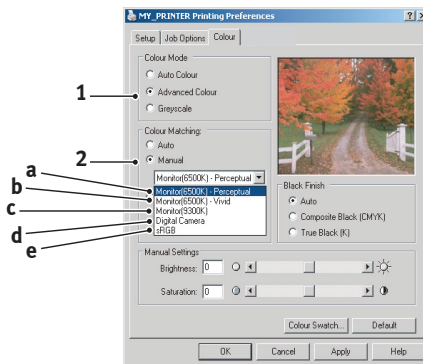 MY_PRINTER Printing Preferences
Setup Job Options Colour
Colour Mode
Auto Colour
1 Advanced Colour
Greyscale
Colour Matching:
Auto
2 Manual
Monitor(6500K) - Perceptual
a Monitor(6500K) - Perceptual
b Monitor(6500K) - Vivid
c Monitor(9300K)
d Digital Camera
e sRGB
Black Finish
Auto
Composite Black (CMYK)
True Black (K)
Manual Settings
Brightness: 0
Saturation: 0
Colour Swatch... Default
OK Cancel Apply Help